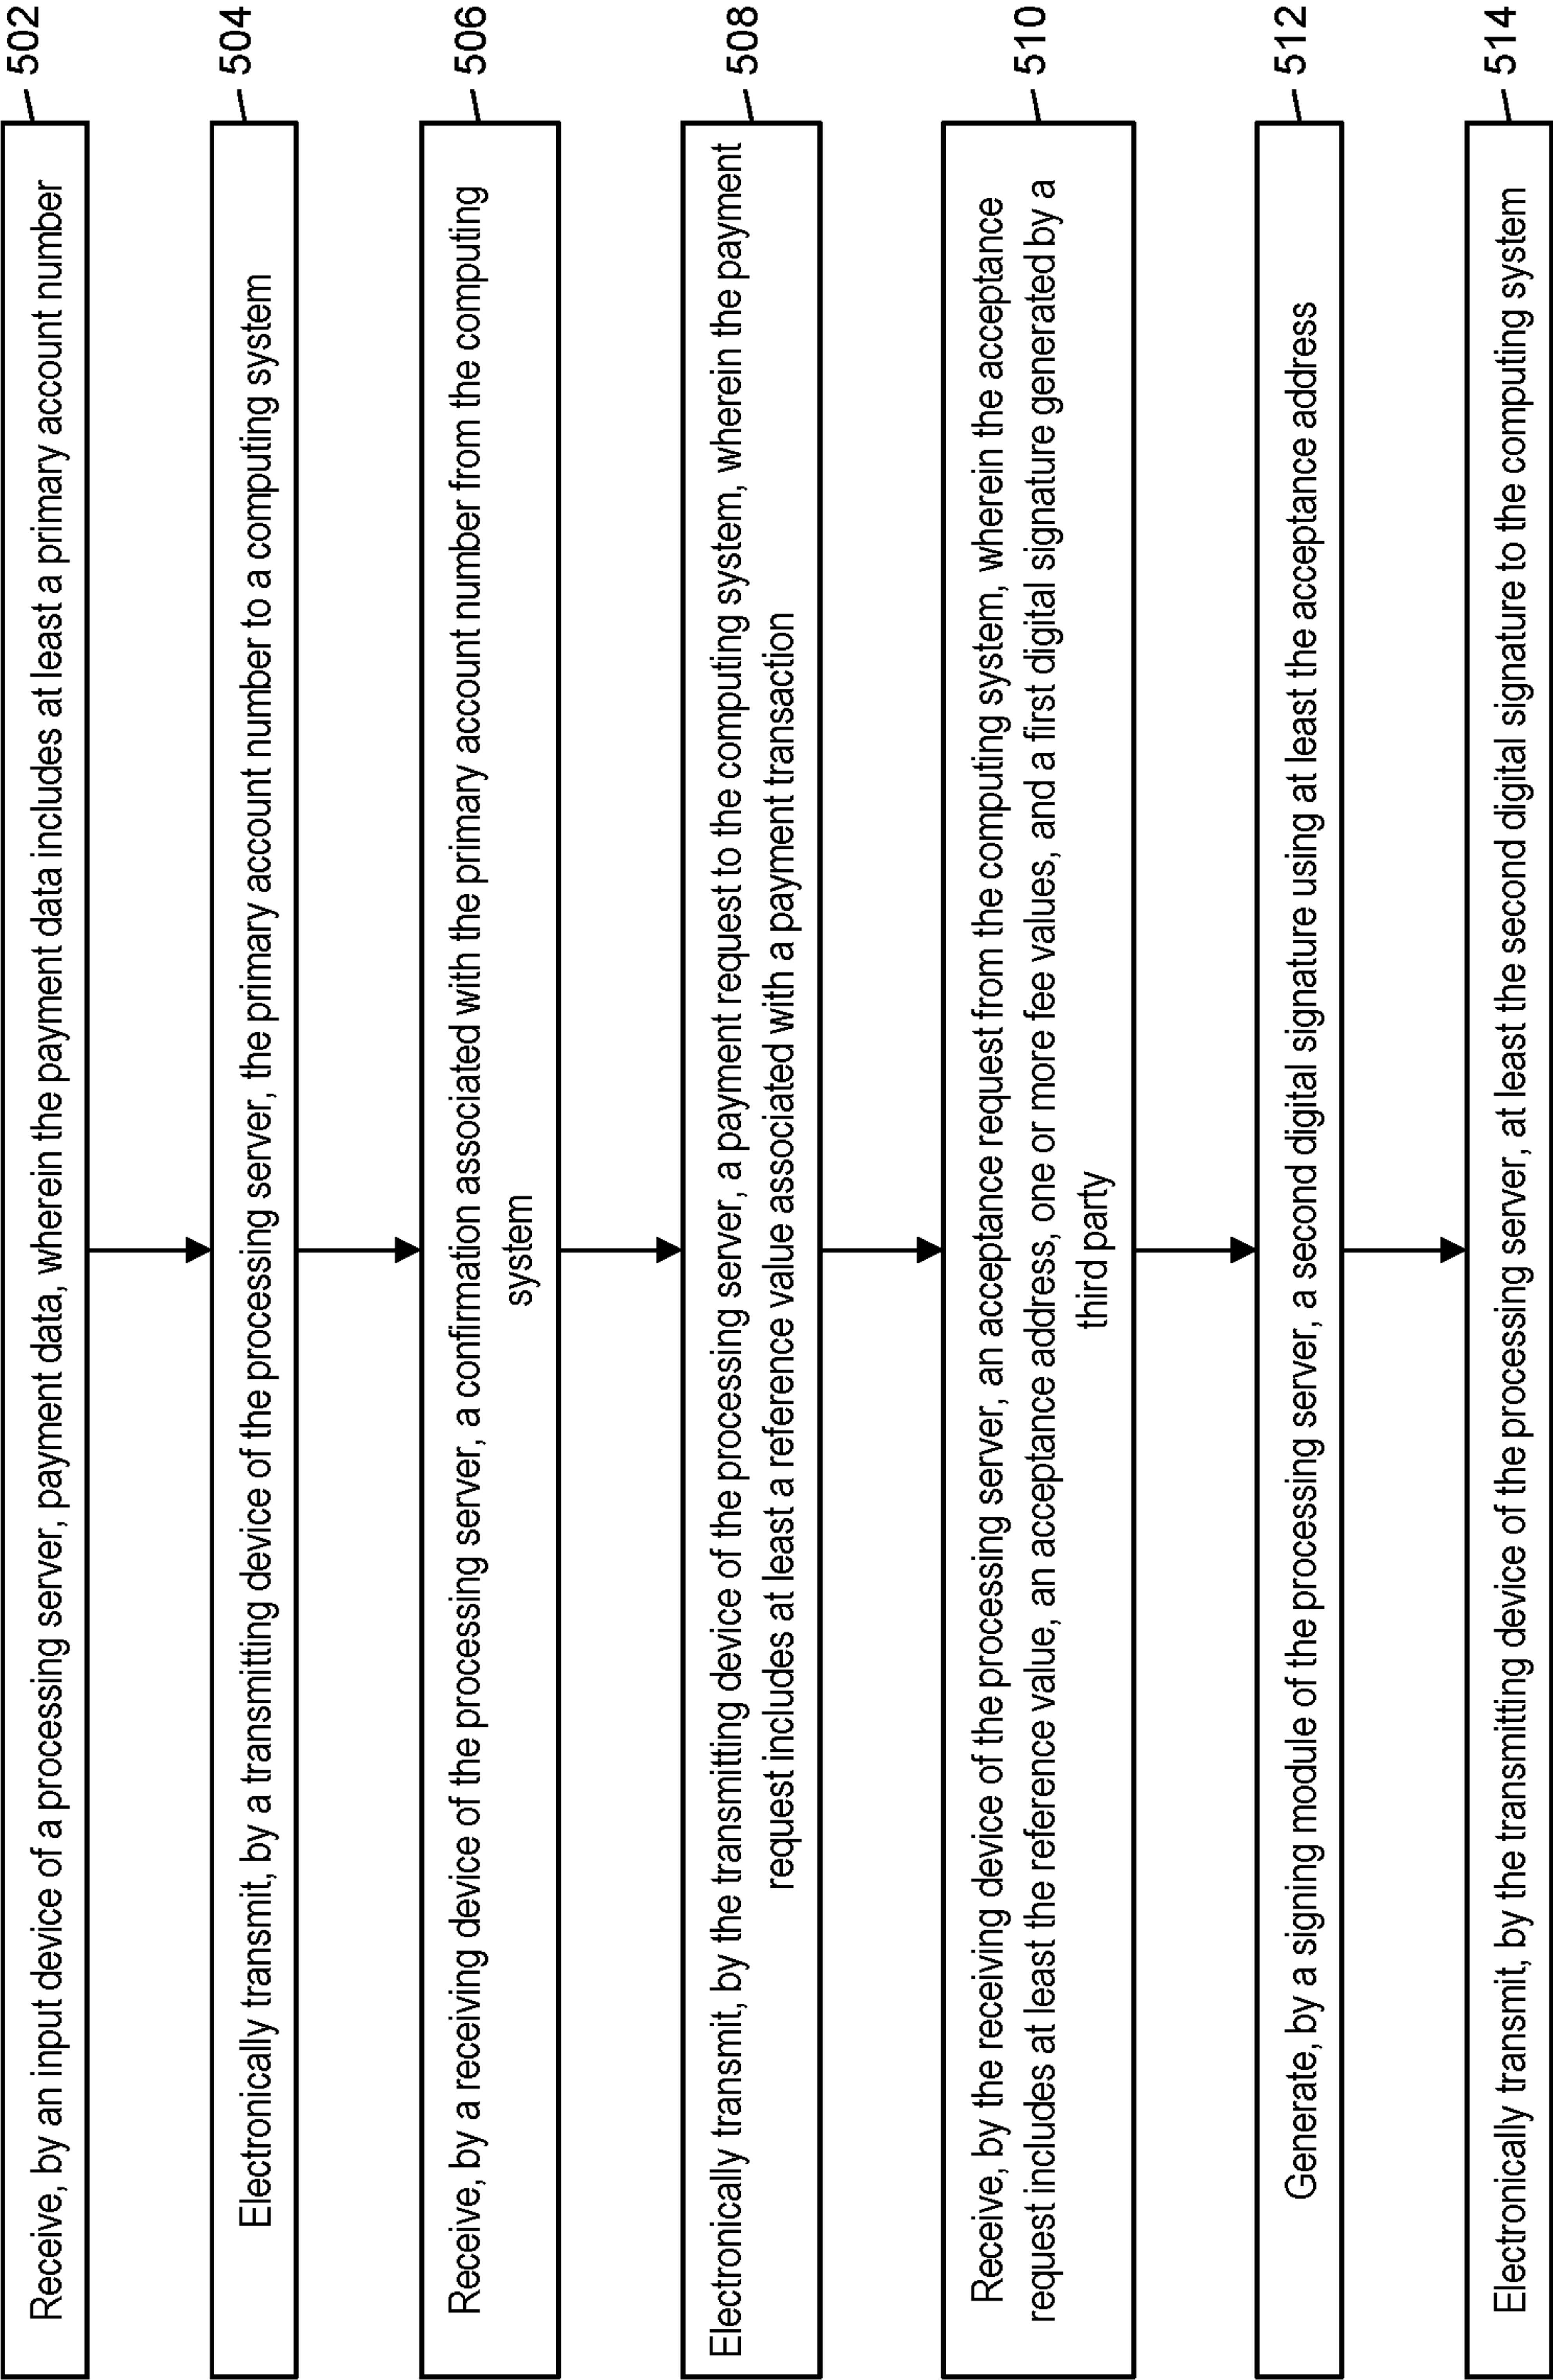 502
Receive, by an input device of a processing server, payment data, wherein the payment data includes at least a primary account number
504
Electronically transmit, by a transmitting device of the processing server, the primary account number to a computing system
506
Receive, by a receiving device of the processing server, a confirmation associated with the primary account number from the computing
system
508
Electronically transmit, by the transmitting device of the processing server, a payment request to the computing system, wherein the payment
request includes at least a reference value associated with a payment transaction
510
Receive, by the receiving device of the processing server, an acceptance request from the computing system, wherein the acceptance
request includes at least the reference value, an acceptance address, one or more fee values, and a first digital signature generated by a
third party
512
Generate, by a signing module of the processing server, a second digital signature using at least the acceptance address
514
Electronically transmit, by the transmitting device of the processing server, at least the second digital signature to the computing system